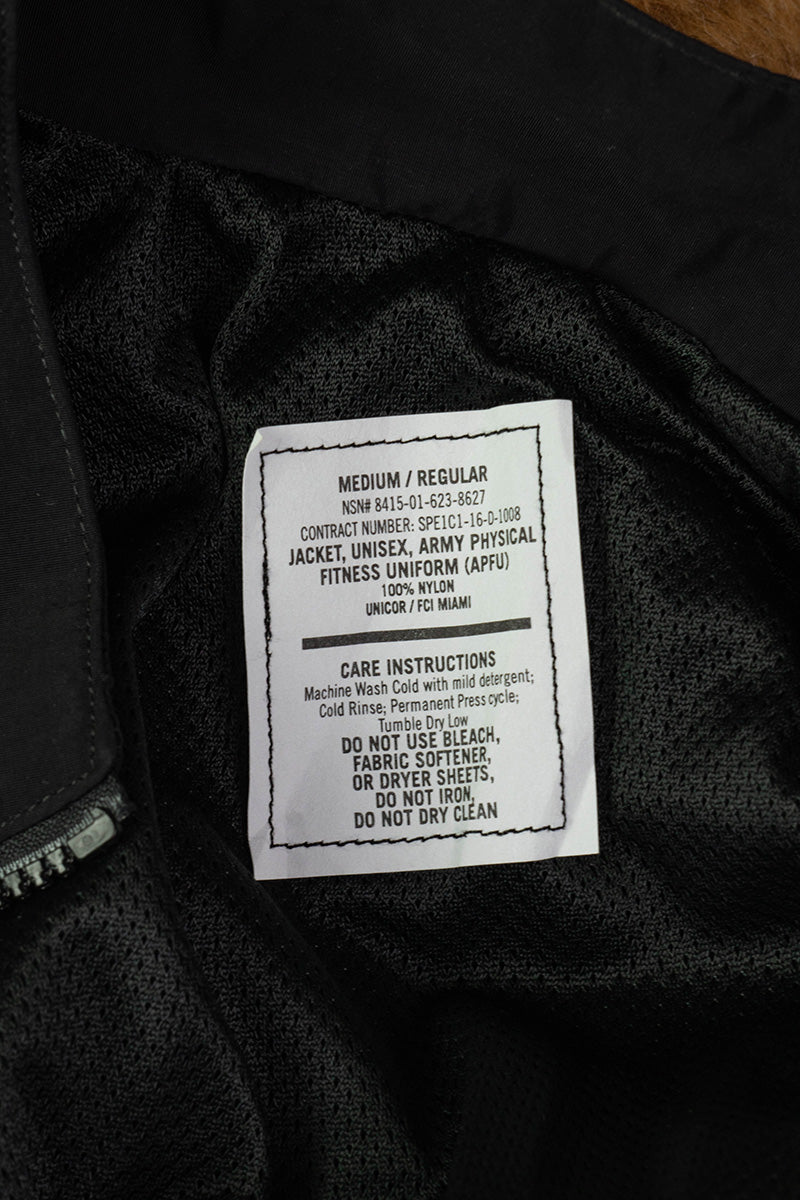 MEDIUM / REGULAR
NSN# 8415-01-623-8627
CONTRACT NUMBER: SPE1C1-16-D-1008
JACKET, UNISEX, ARMY PHYSICAL
FITNESS UNIFORM (APFU)
100% NYLON
UNICOR / FCI MIAMI
CARE INSTRUCTIONS
Machine Wash Cold with mild detergent;
Cold Rinse; Permanent Press cycle;
Tumble Dry Low
DO NOT USE BLEACH,
FABRIC SOFTENER,
OR DRYER SHEETS,
DO NOT IRON,
DO NOT DRY CLEAN